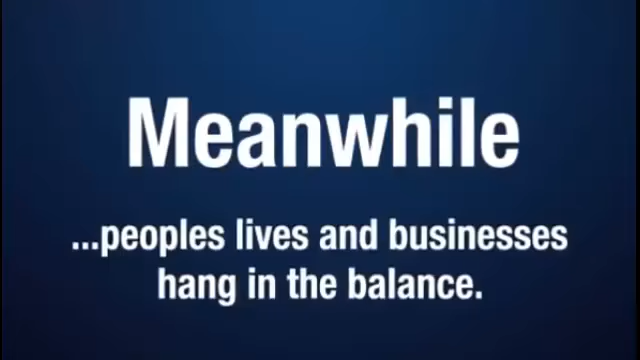 Meanwhile
...peoples lives and businesses
hang in the balance.